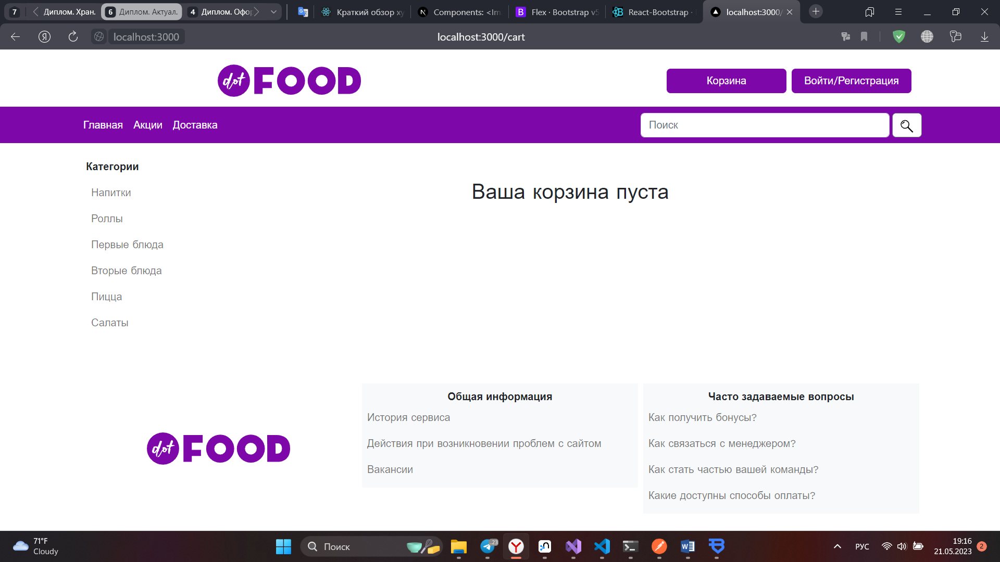 7
Диплом. Хран.
6
Диплом. Актуал.
4
Диплом. Офор
Краткий обзор ху
Components: <Im
B
Flex · Bootstrap v5
React-Bootstrap ·
localhost:3000/
localhost:3000
localhost:3000/cart
dot FOOD
Корзина
Войти/Регистрация
Главная
Акции
Доставка
Поиск
Категории
Напитки
Роллы
Первые блюда
Вторые блюда
Пицца
Салаты
Ваша корзина пуста
dot FOOD
Общая информация
История сервиса
Действия при возникновении проблем с сайтом
Вакансии
Часто задаваемые вопросы
Как получить бонусы?
Как связаться с менеджером?
Как стать частью вашей команды?
Какие доступны способы оплаты?
71°F
Cloudy
Поиск
..23
РУС
19:16
21.05.2023
2